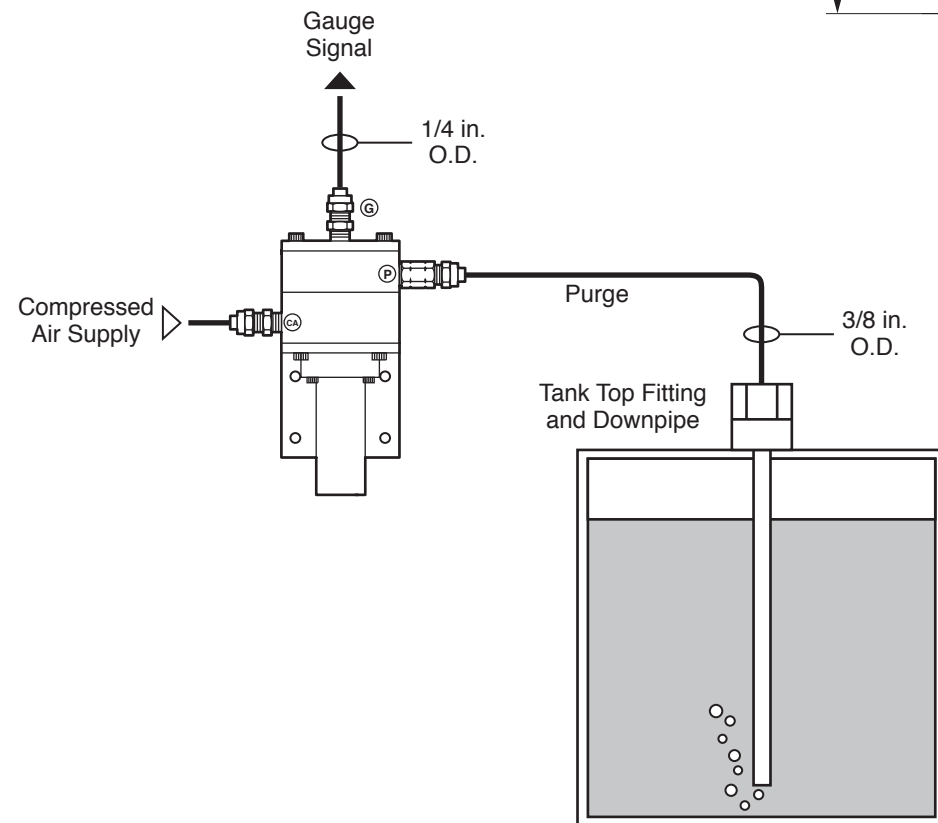 Gauge
Signal
1/4 in.
O.D.
G
P
Purge
Compressed
Air Supply
CA
3/8 in.
O.D.
Tank Top Fitting
and Downpipe